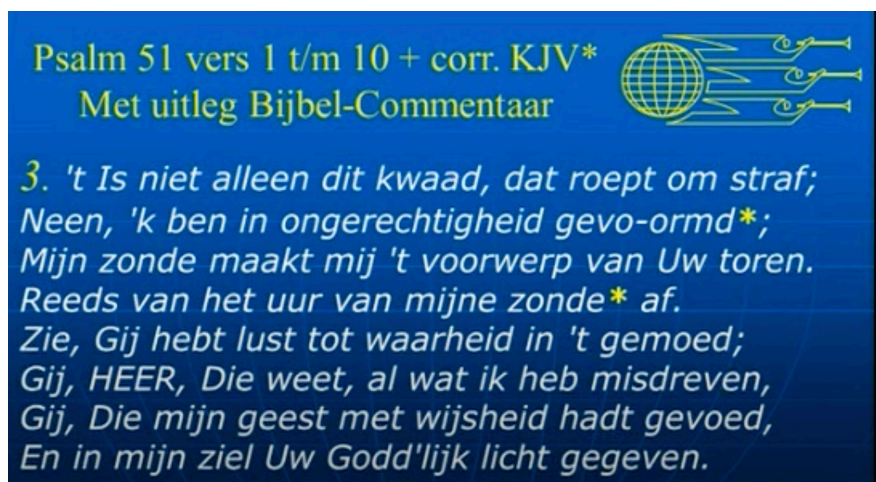 Psalm 51 vers 1 t/m 10 + corr. KJV*
Met uitleg Bijbel-Commentaar
3. 't Is niet alleen dit kwaad, dat roept om straf;
Neen, 'k ben in ongerechtigheid gevo-ormd*;
Mijn zonde maakt mij 't voorwerp van Uw toren.
Reeds van het uur van mijne zonde* af.
Zie, Gij hebt lust tot waarheid in 't gemoed;
Gij, HEER, Die weet, al wat ik heb misdreven,
Gij, Die mijn geest met wijsheid hadt gevoed,
En in mijn ziel Uw Godd'lijk licht gegeven.